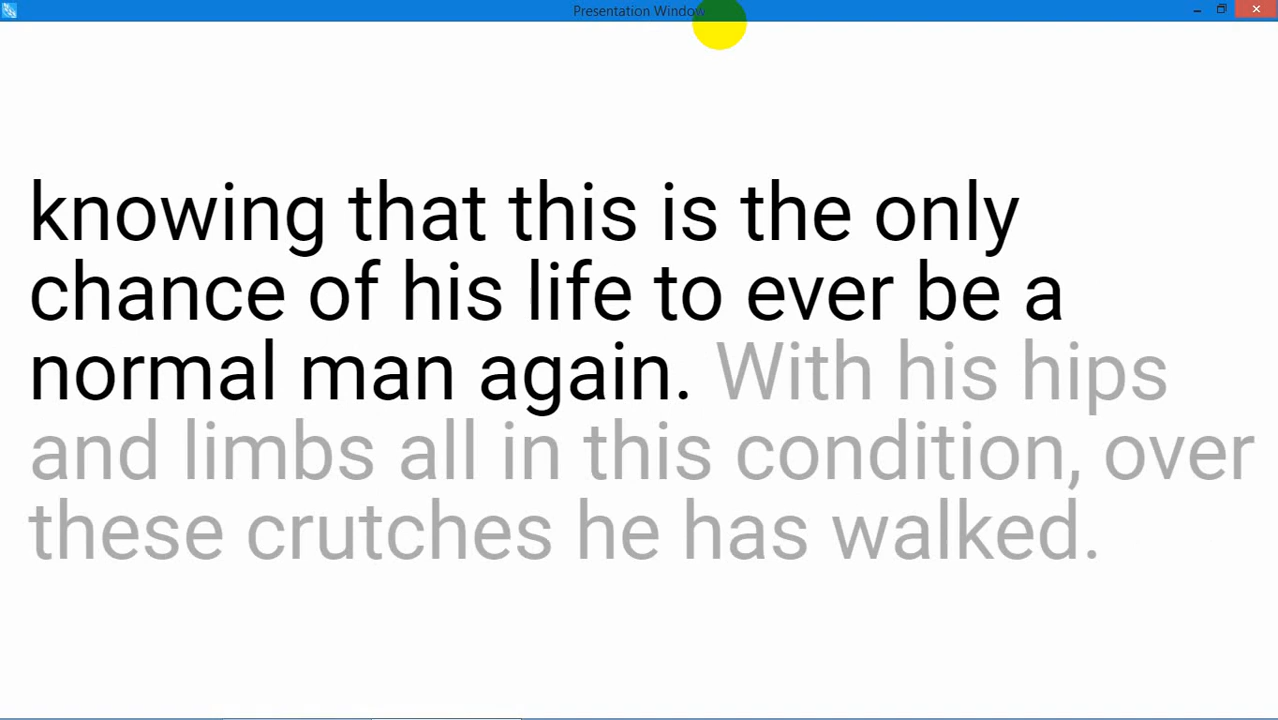 Presentation Window
knowing that this is the only
chance of his life to ever be a
normal man again. With his hips
and limbs all in this condition, over
these crutches he has walked.